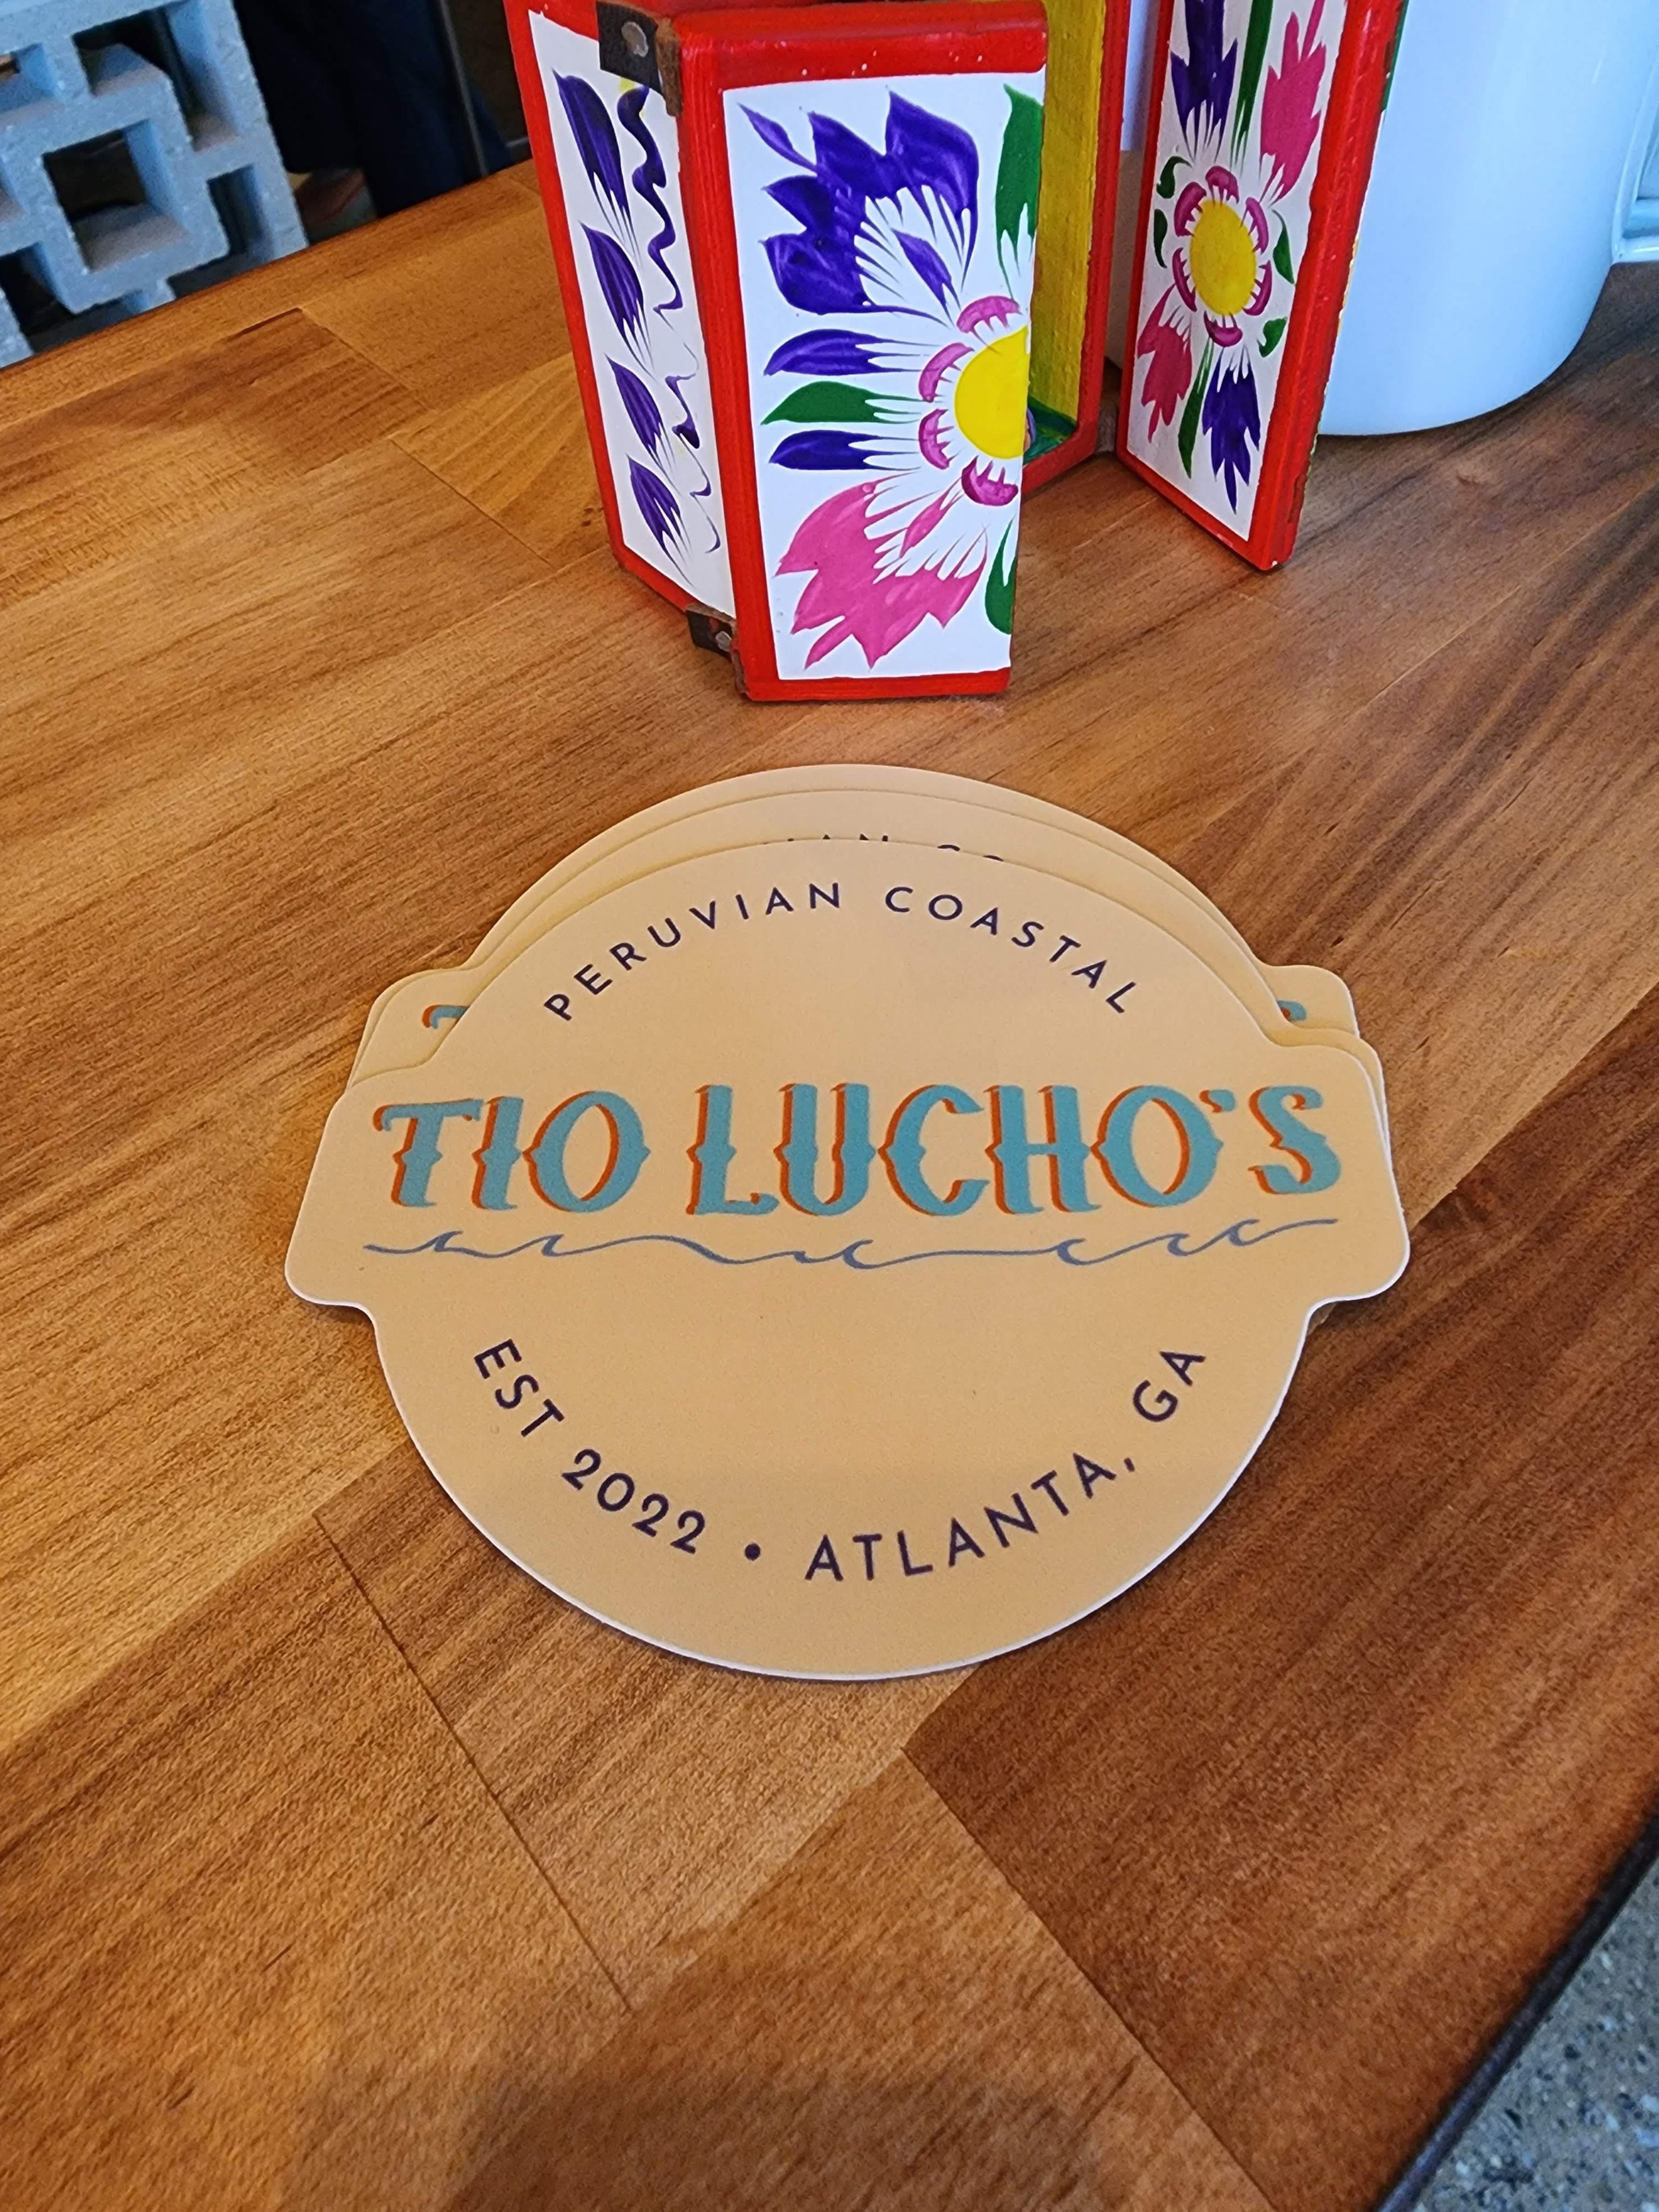 PERUVIAN COASTAL
TIO LUCHO'S
EST 2022 • ATLANTA, GA